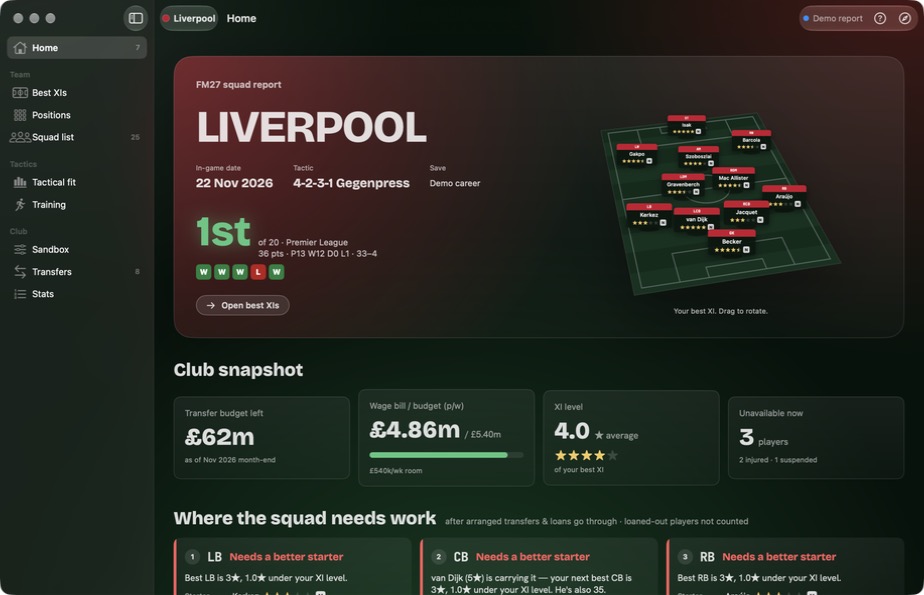 Liverpool
Home
Demo report
Home 7
Team
Best XIs
Positions
Squad list 25
Tactics
Tactical fit
Training
Club
Sandbox
Transfers 8
Stats
FM27 squad report
LIVERPOOL
In-game date
22 Nov 2026
Tactic
4-2-3-1 Gegenpress
Save
Demo career
1st of 20 · Premier League
36 pts · P13 W12 D0 L1 · 33–4
W W W L W
→ Open best XIs
Isak
Gakpo
Szoboszlai
Barcola
Gravenberch
Mac Allister
Araújo
Kerkez
van Dijk
Jacquet
Becker
Your best XI. Drag to rotate.
Club snapshot
Transfer budget left
£62m
as of Nov 2026 month-end
Wage bill / budget (p/w)
£4.86m / £5.40m
£540k/wk room
XI level
4.0 ★ average
★★★★★
of your best XI
Unavailable now
3 players
2 injured · 1 suspended
Where the squad needs work after arranged transfers & loans go through · loaned-out players not counted
1 LB Needs a better starter
Best LB is 3★, 1.0★ under your XI level.
2 CB Needs a better starter
van Dijk (5★) is carrying it — your next best CB is
3★, 1.0★ under your XI level. He's also 35.
3 RB Needs a better starter
Best RB is 3★, 1.0★ under your XI level.